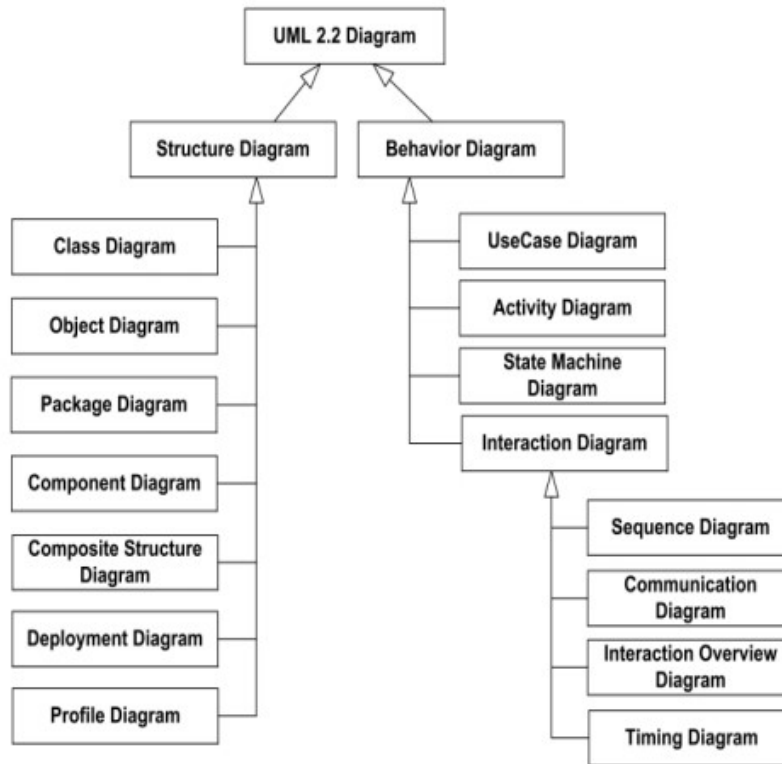 UML 2.2 Diagram
Structure Diagram
Behavior Diagram
Class Diagram
Object Diagram
Package Diagram
Component Diagram
Composite Structure
Diagram
Deployment Diagram
Profile Diagram
UseCase Diagram
Activity Diagram
State Machine
Diagram
Interaction Diagram
Sequence Diagram
Communication
Diagram
Interaction Overview
Diagram
Timing Diagram